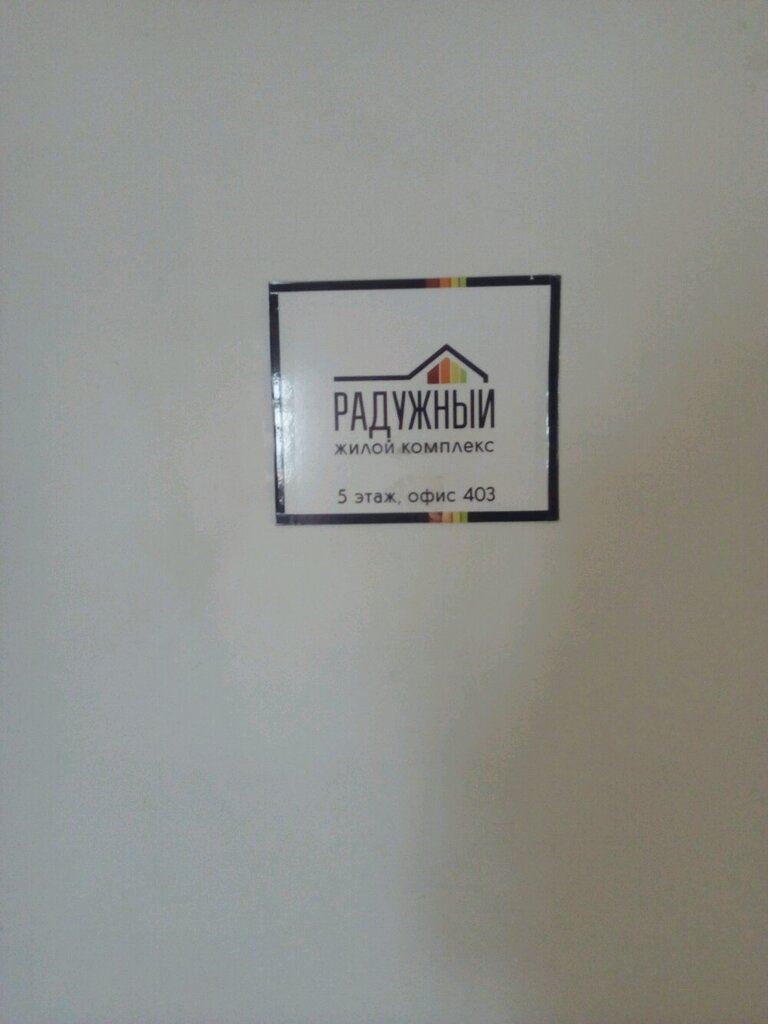 РАДУЖНЫЙ
жилой комплекс
5 этаж, офис 403